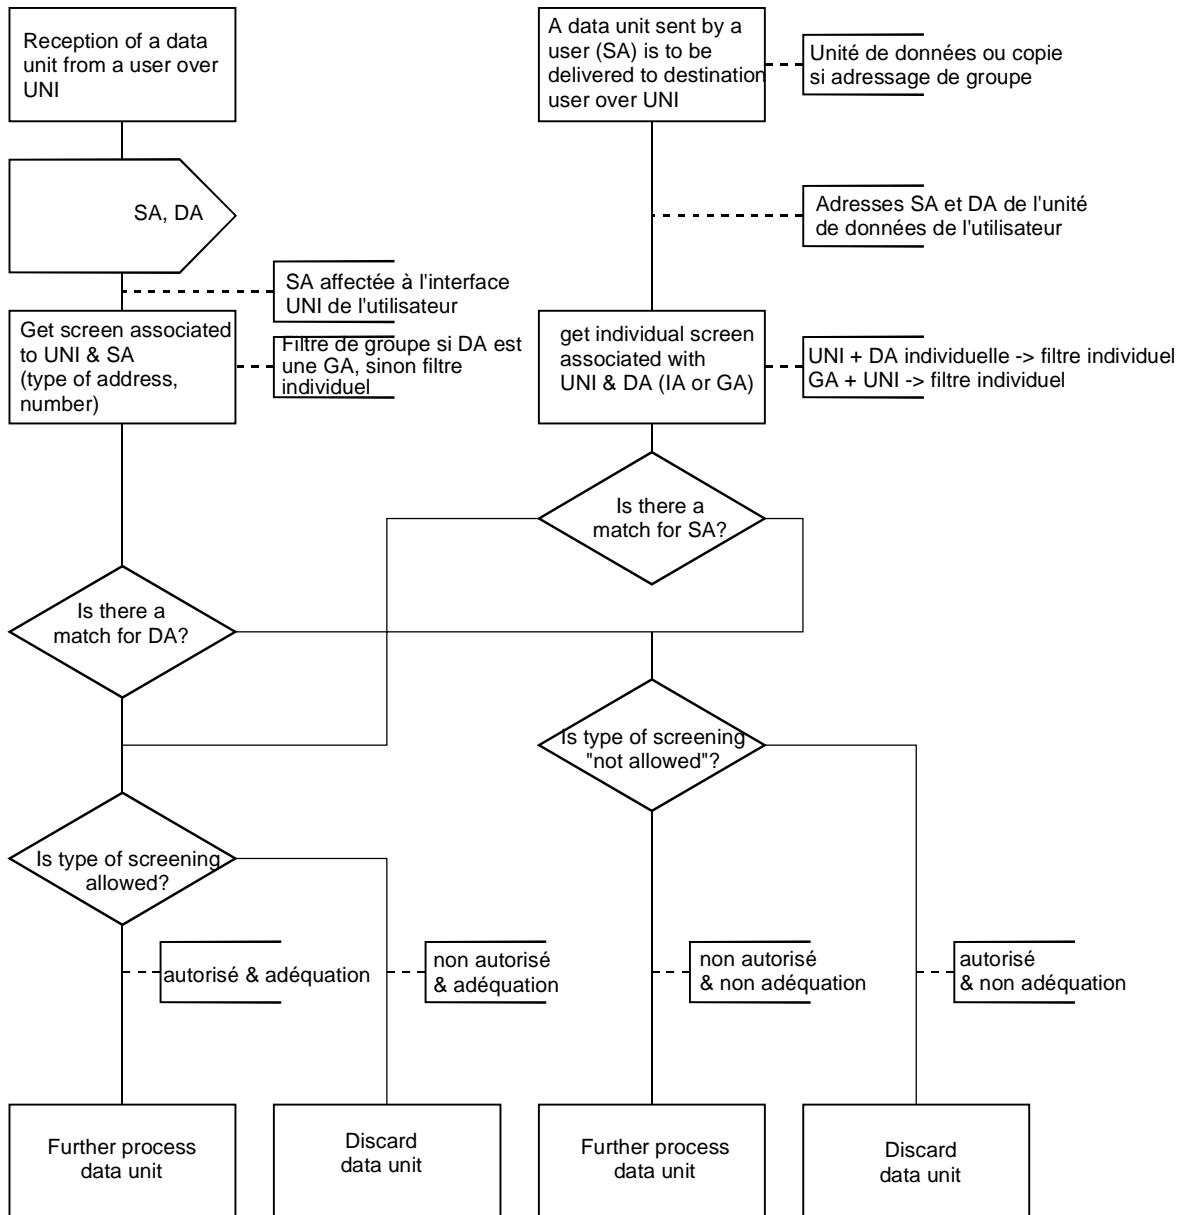 Reception of a data
unit from a user over
UNI
A data unit sent by a
user (SA) is to be
delivered to destination
user over UNI
Unité de données ou copie
si adressage de groupe
SA, DA
Adresses SA et DA de l'unité
de données de l'utilisateur
SA affectée à l'interface
UNI de l'utilisateur
Get screen associated
to UNI & SA
(type of address,
number)
Filtre de groupe si DA est
une GA, sinon filtre
individuel
get individual screen
associated with
UNI & DA (IA or GA)
UNI + DA individuelle -> filtre individuel
GA + UNI -> filtre individuel
Is there a
match for SA?
Is there a
match for DA?
Is type of screening
"not allowed"?
Is type of screening
allowed?
autorisé & adéquation
non autorisé
& adéquation
non autorisé
& non adéquation
autorisé
& non adéquation
Further process
data unit
Discard
data unit
Further process
data unit
Discard
data unit